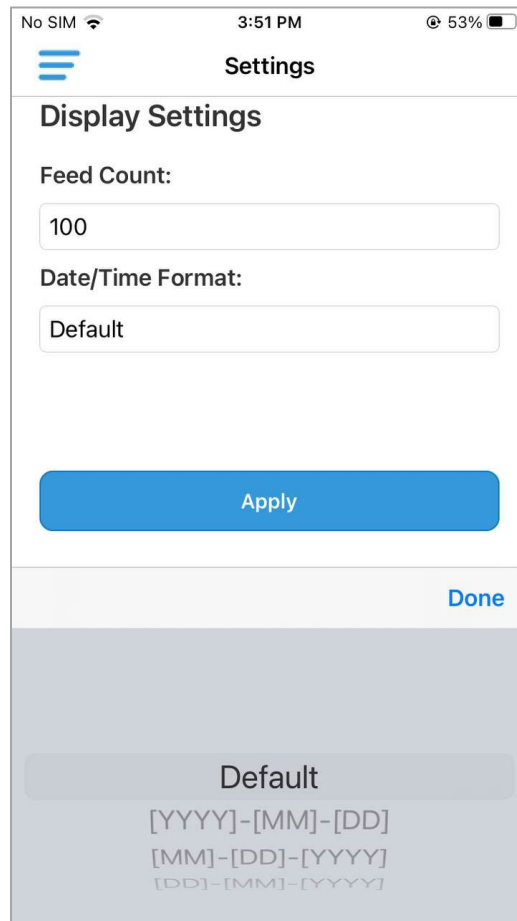 No SIM 3:51 PM 53%
Settings
Display Settings
Feed Count:
100
Date/Time Format:
Default
Apply
Done
Default
[YYYY]-[MM]-[DD]
[MM]-[DD]-[YYYY]
[DD]-[MM]-[YYYY]